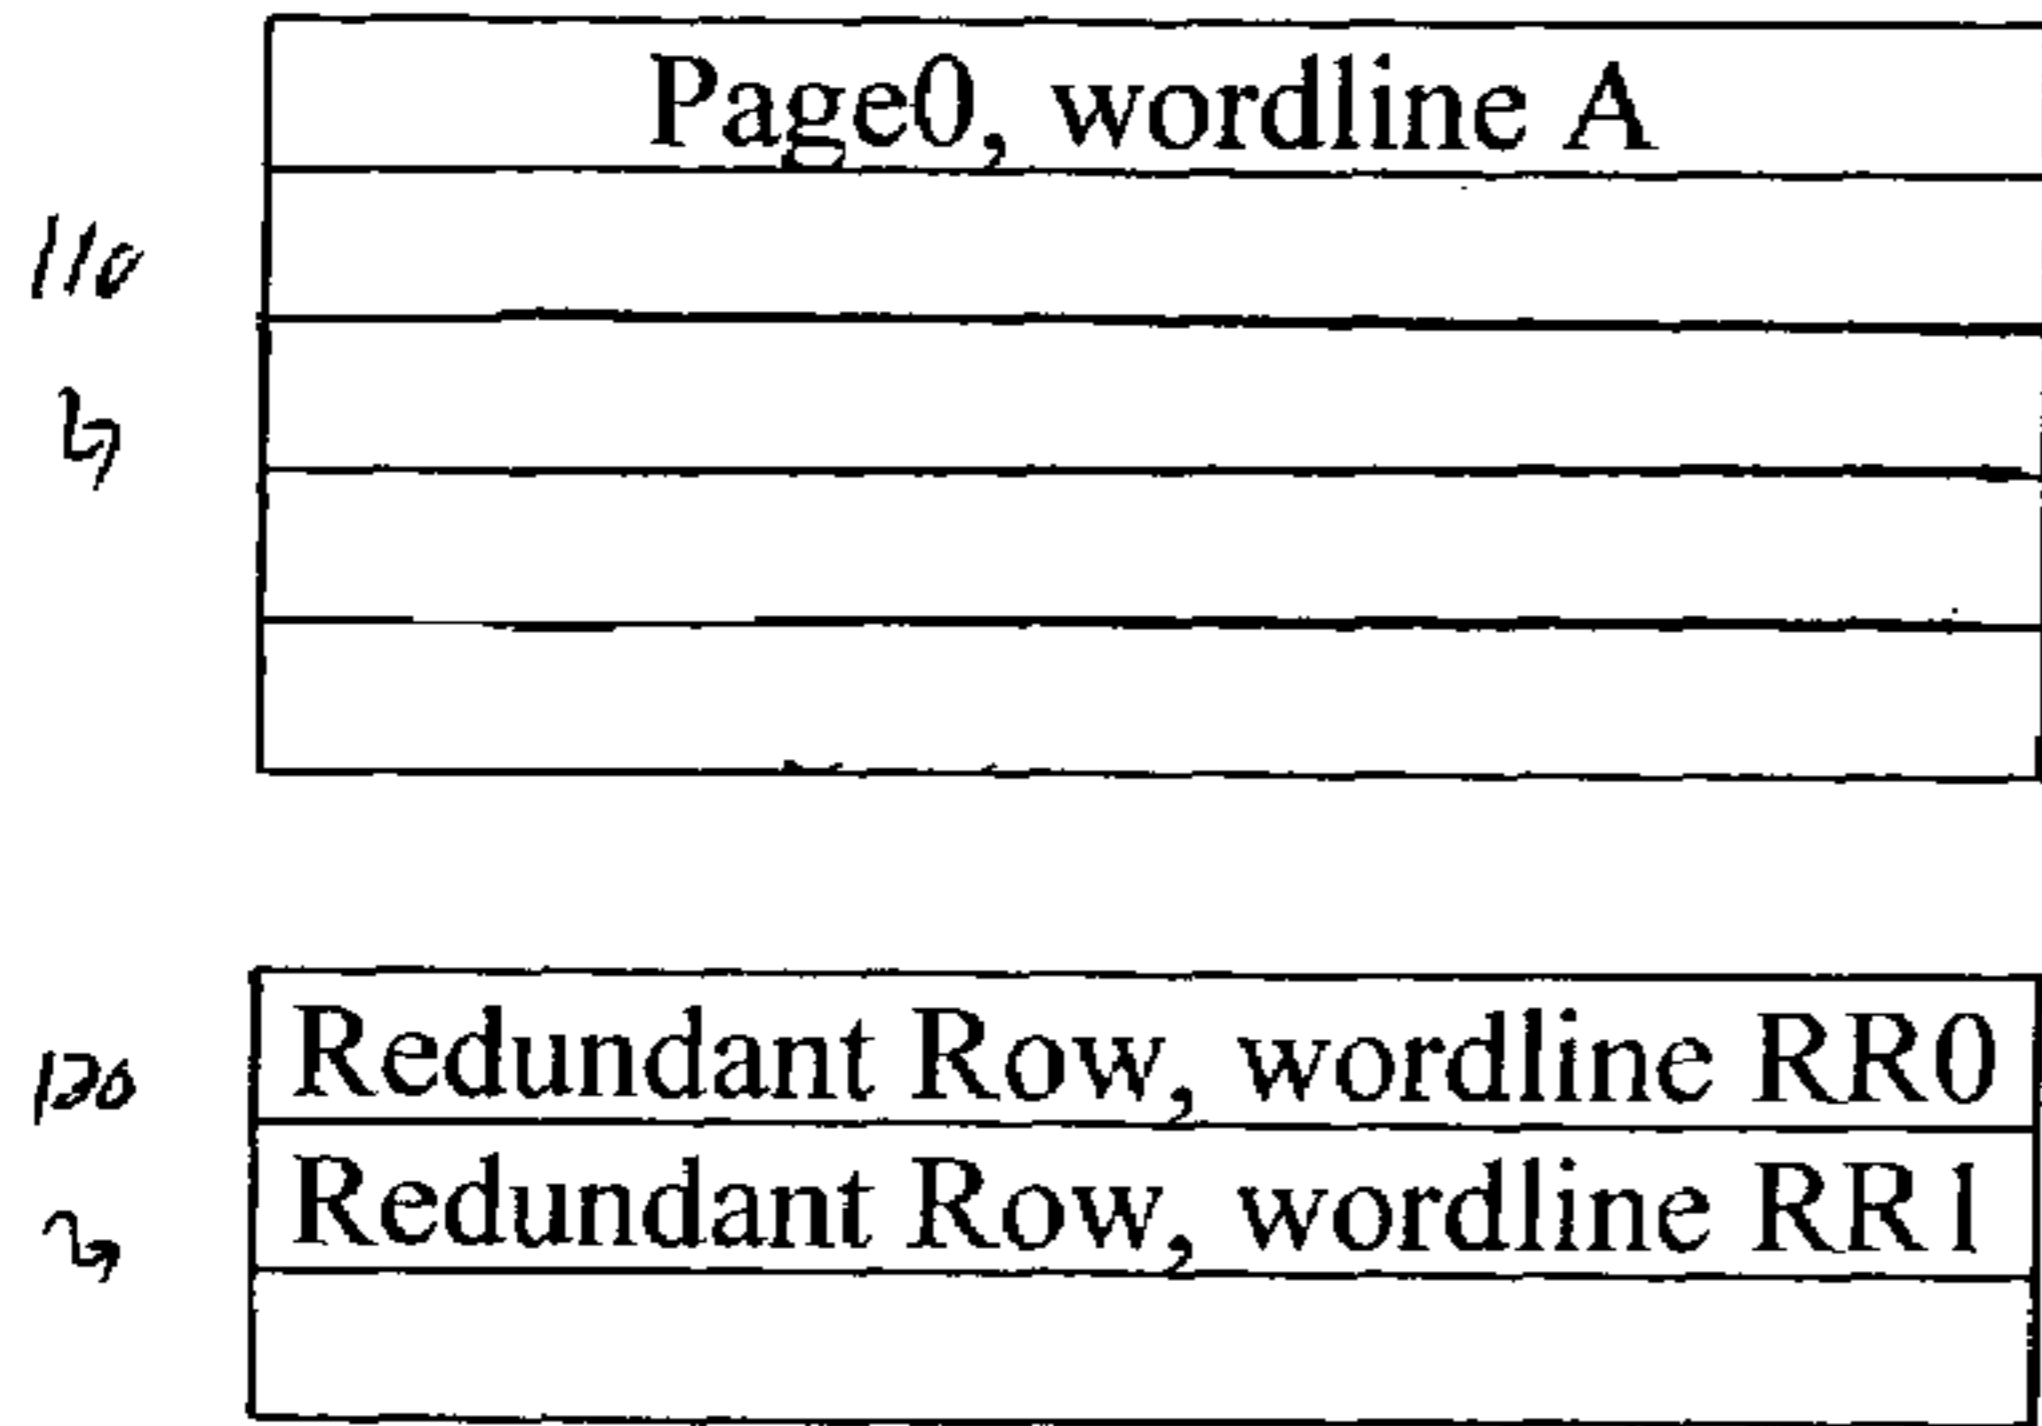 Page0, wordline A
110
Redundant Row, wordline RR0
120
Redundant Row, wordline RR1